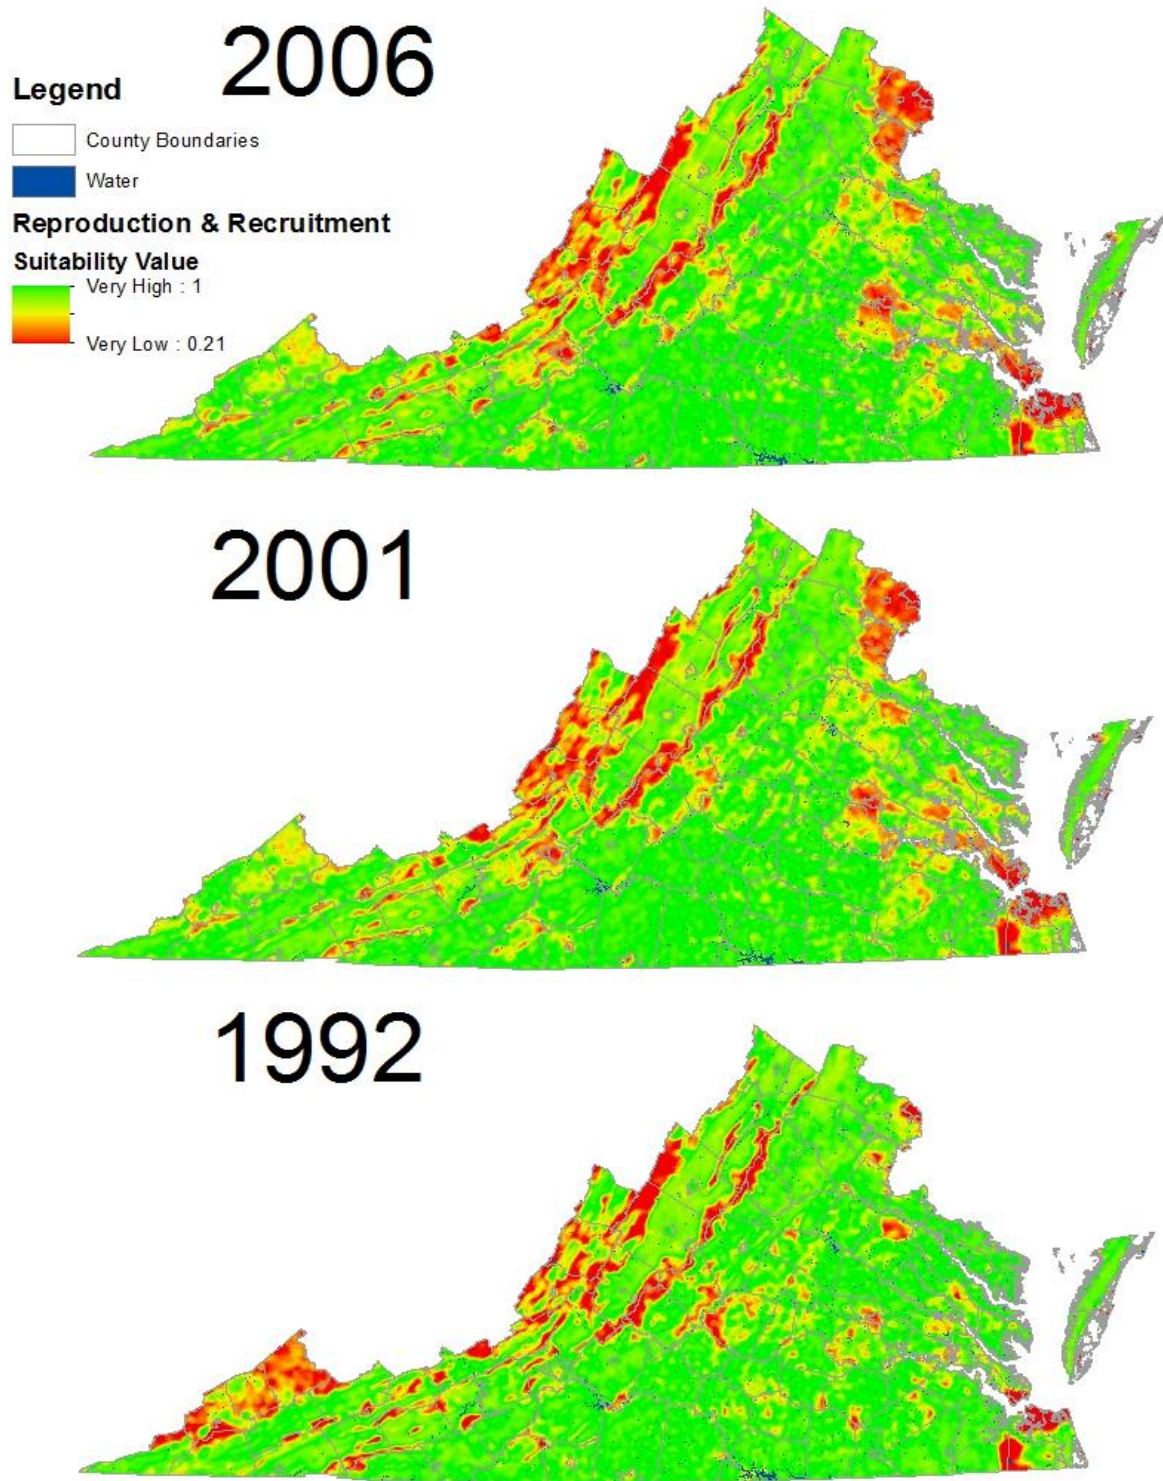 2006
Legend
County Boundaries
Water
Reproduction & Recruitment
Suitability Value
Very High : 1
Very Low : 0.21
2001
1992